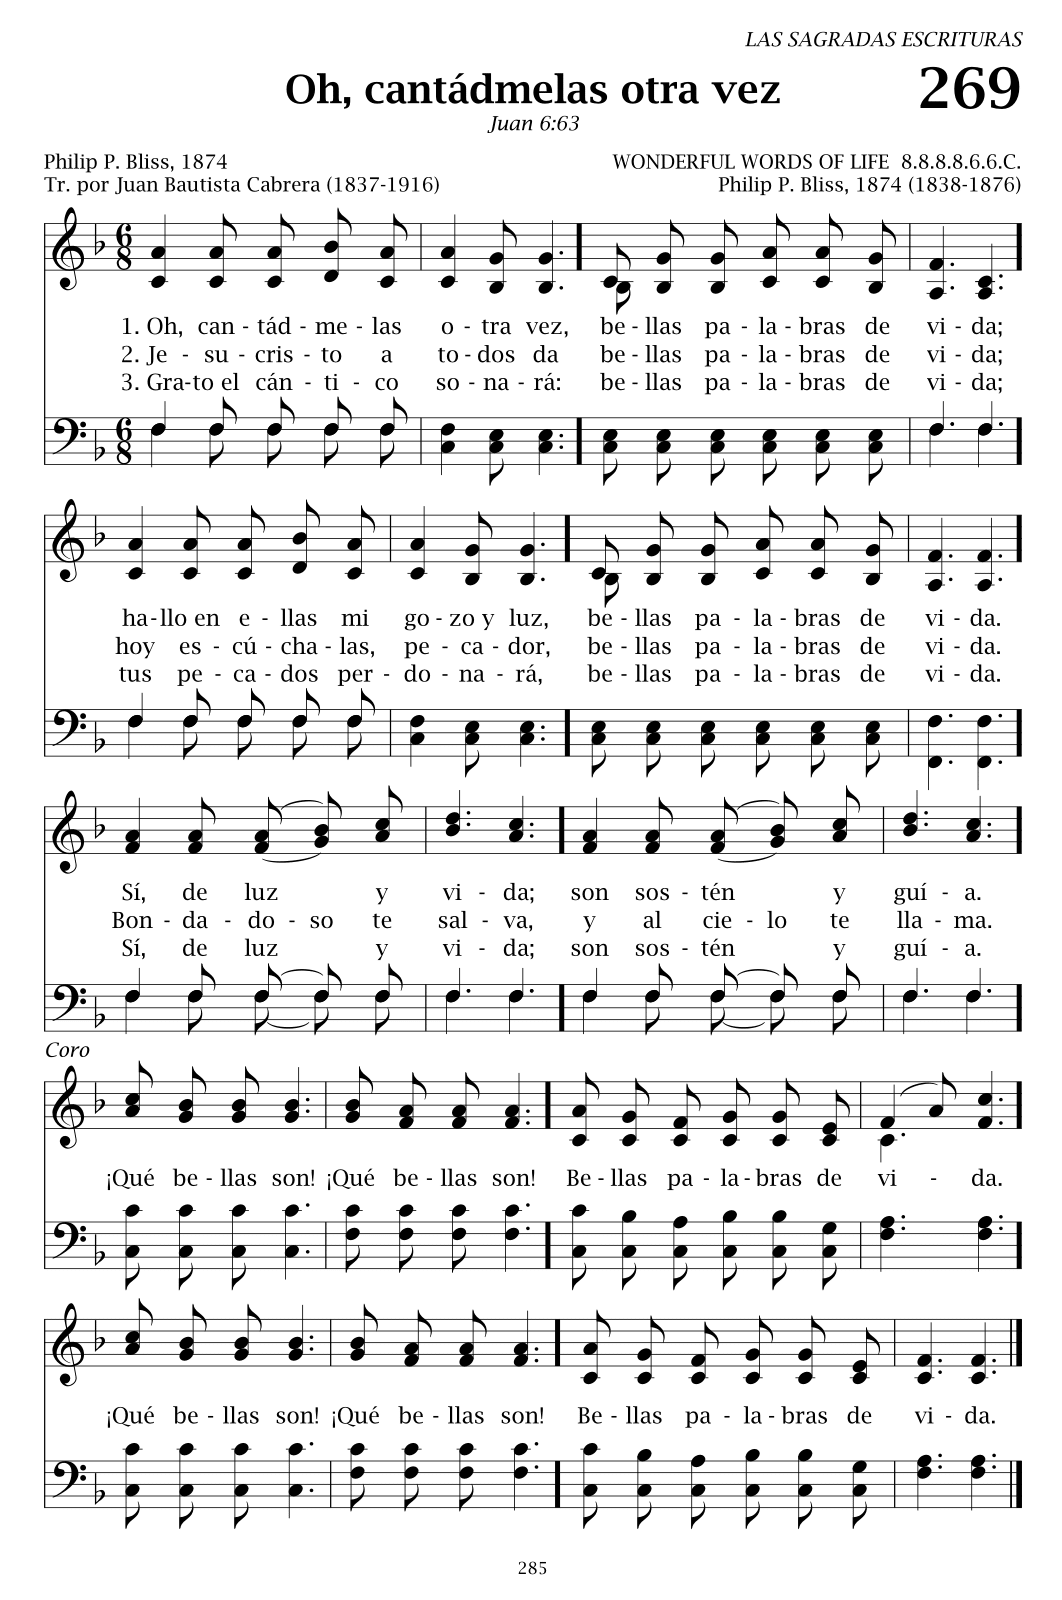 LAS SAGRADAS ESCRITURAS
Oh, cantádmelas otra vez 269
Juan 6:63
Philip P. Bliss, 1874 WONDERFUL WORDS OF LIFE 8.8.8.8.6.6.C.
Tr. por Juan Bautista Cabrera (1837-1916) Philip P. Bliss, 1874 (1838-1876)
6 8
1. Oh, can - tád - me - las o - tra vez, be - llas pa - la - bras de vi - da;
2. Je - su - cris - to a to - dos da be - llas pa - la - bras de vi - da;
3. Gra-to el cán - ti - co so - na - rá: be - llas pa - la - bras de vi - da;
6 8
ha-llo en e - llas mi go - zo y luz, be - llas pa - la - bras de vi - da.
hoy es - cú - cha - las, pe - ca - dor, be - llas pa - la - bras de vi - da.
tus pe - ca - dos per - do - na - rá, be - llas pa - la - bras de vi - da.
Sí, de luz y vi - da; son sos - tén y guí - a.
Bon - da - do - so te sal - va, y al cie - lo te lla - ma.
Sí, de luz y vi - da; son sos - tén y guí - a.
Coro
¡Qué be - llas son! ¡Qué be - llas son! Be - llas pa - la - bras de vi - da.
¡Qué be - llas son! ¡Qué be - llas son! Be - llas pa - la - bras de vi - da.
285